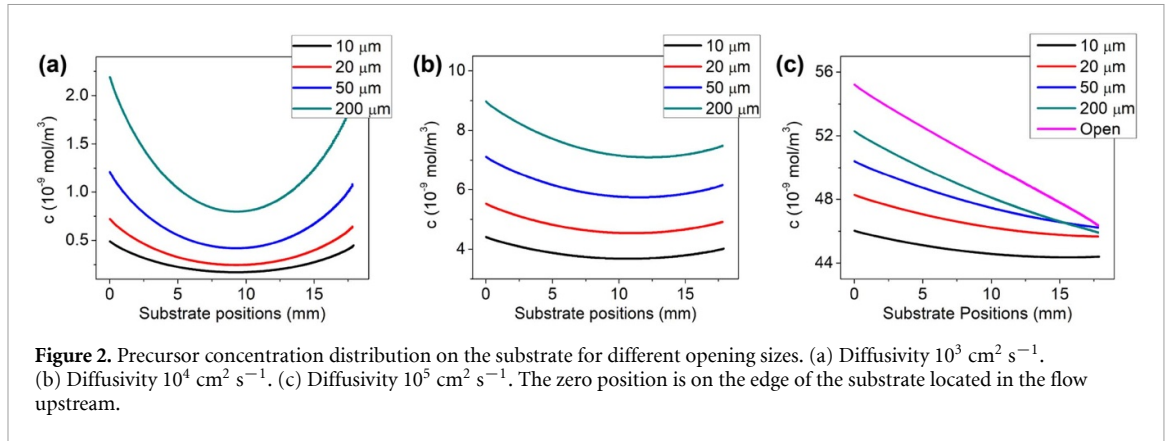 (a)
10 μm
20 μm
50 μm
200 μm
c (10⁻⁹ mol/m³)
2.0
1.5
1.0
0.5
0 5 10 15
Substrate positions (mm)
(b)
10 μm
20 μm
50 μm
200 μm
c (10⁻⁹ mol/m³)
10
8
6
4
0 5 10 15
Substrate positions (mm)
(c)
10 μm
20 μm
50 μm
200 μm
Open
c (10⁻⁹ mol/m³)
56
52
48
44
0 5 10 15
Substrate Positions (mm)
Figure 2. Precursor concentration distribution on the substrate for different opening sizes. (a) Diffusivity 10³ cm² s⁻¹.
(b) Diffusivity 10⁴ cm² s⁻¹. (c) Diffusivity 10⁵ cm² s⁻¹. The zero position is on the edge of the substrate located in the flow
upstream.